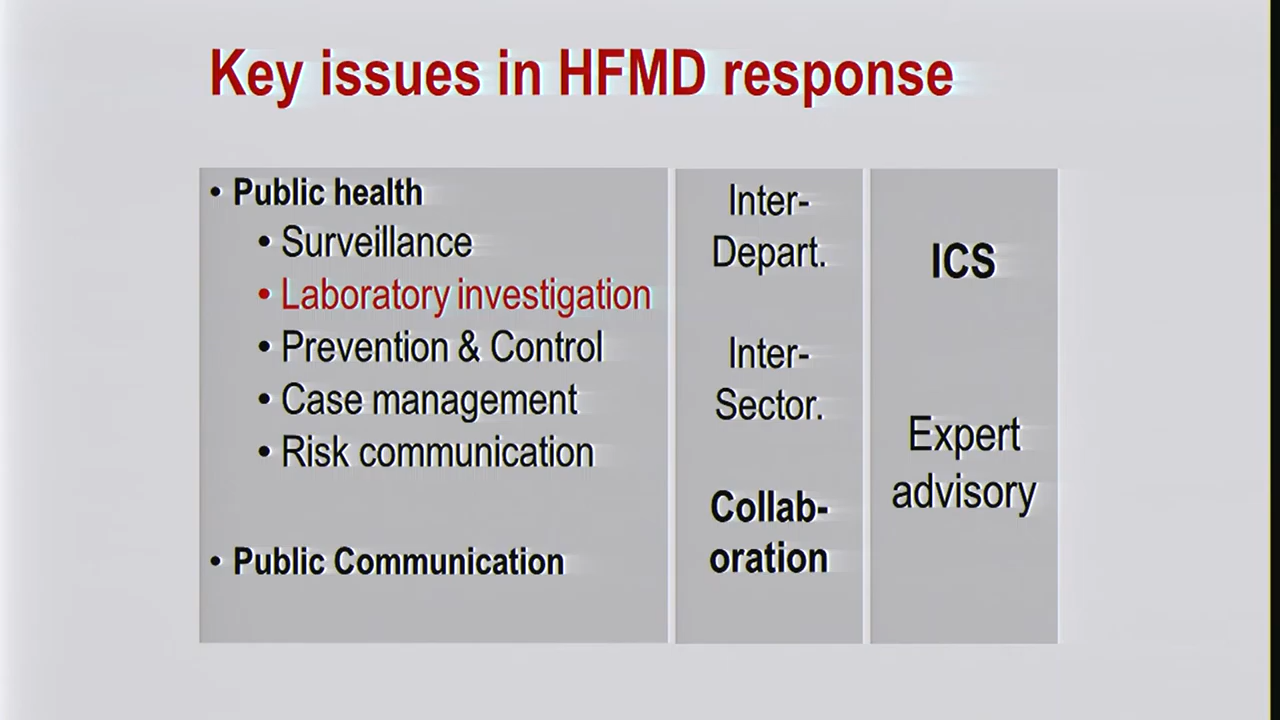 Key issues in HFMD response
• Public health
• Surveillance
• Laboratory investigation
• Prevention & Control
• Case management
• Risk communication
• Public Communication
Inter-
Depart.
Inter-
Sector.
Collab-
oration
ICS
Expert
advisory